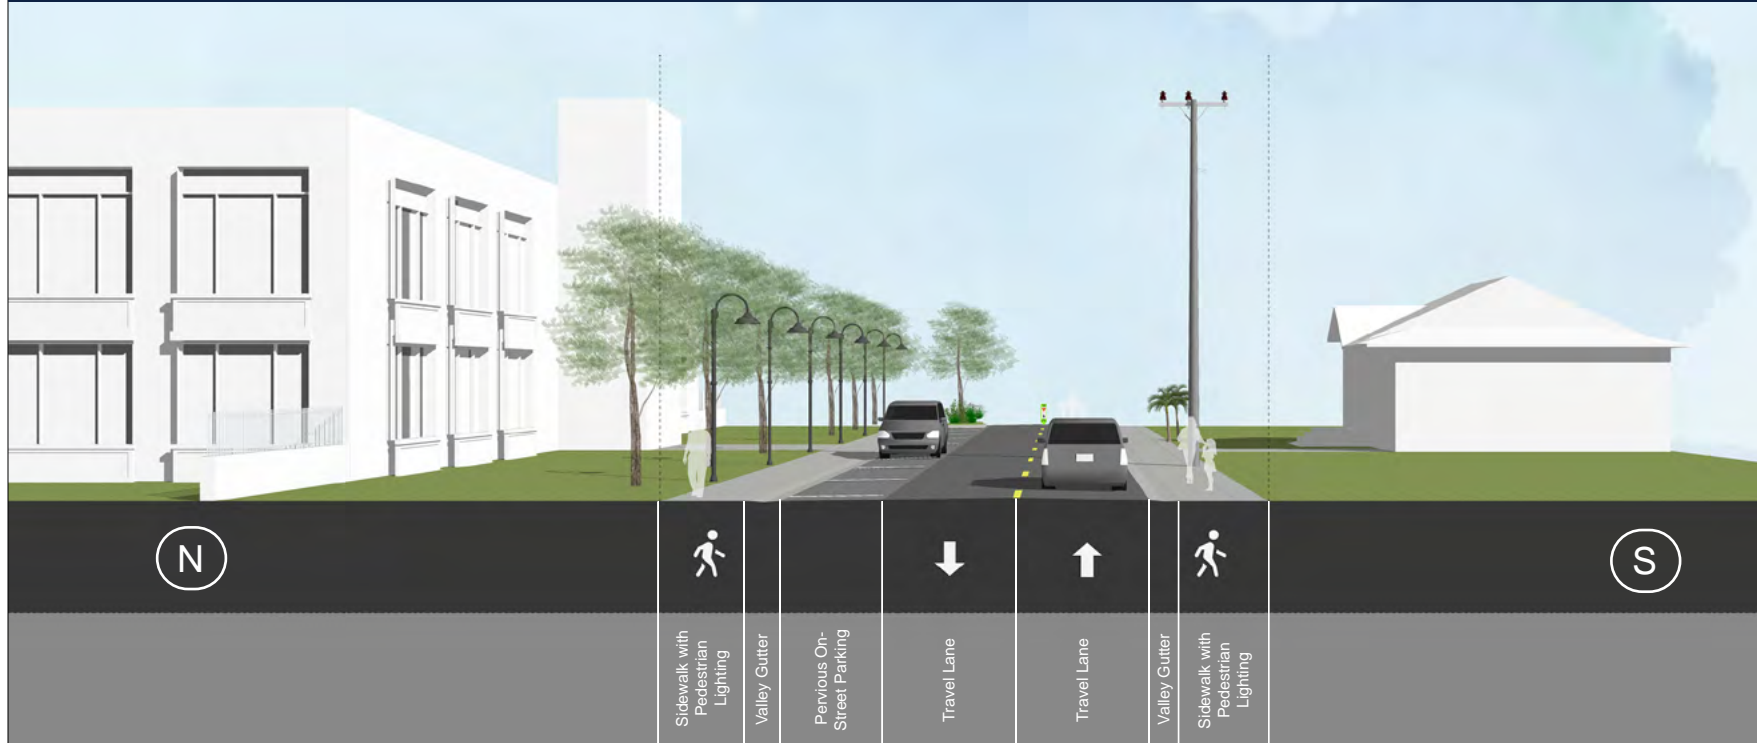 N
S
Sidewalk with
Pedestrian
Lighting
Valley Gutter
Pervious On-
Street Parking
Travel Lane
Travel Lane
Valley Gutter
Sidewalk with
Pedestrian
Lighting